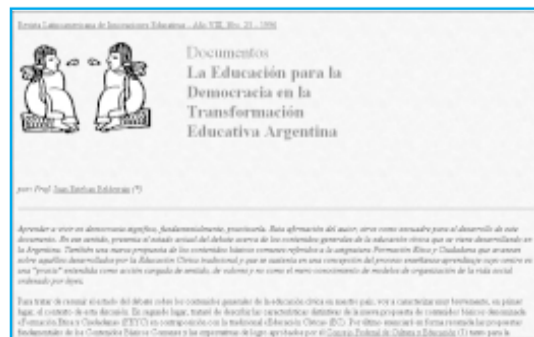 Revista Latinoamericana de Innovaciones Educativas - Año VIII, Nro. 23 - 1996
Documentos
La Educación para la
Democracia en la
Transformación
Educativa Argentina
por: Prof. Juan Esteban (*)
Aprender a vivir en democracia significa, fundamentalmente, practicarla. Esta afirmación del autor, sirve como encuadre para el desarrollo de este
documento. En ese sentido, presenta el estado actual del debate acerca de los contenidos generales de la educación cívica que se viene desarrollando en
la Argentina. También una nueva propuesta de los contenidos básicos comunes referidos a la asignatura Formación Ética y Ciudadana que avanzan
sobre aquellos desarrollados por la Educación Cívica tradicional y que se sustenta en una concepción del proceso enseñanza-aprendizaje cuyo centro es
una "praxis" entendida como acción cargada de sentido, de valores y no como el mero conocimiento de modelos de organización de la vida social
ordenada por leyes.
Para tratar de resumir el estado del debate sobre los contenidos generales de la educación cívica en nuestro país, voy a caracterizar muy brevemente, en primer
lugar, el contexto de esta discusión. En segundo lugar, trataré de describir las características distintivas de la nueva propuesta de contenidos básicos denominada
«Formación Ética y Ciudadana» (FEYC) en contraposición con la tradicional «Educación Cívica» (EC). Por último enunciaré en forma resumida las propuestas
fundamentales de los Contenidos Básicos Comunes y las expectativas de logro aprobados por el Consejo Federal de Cultura y Educación (1) tanto para la